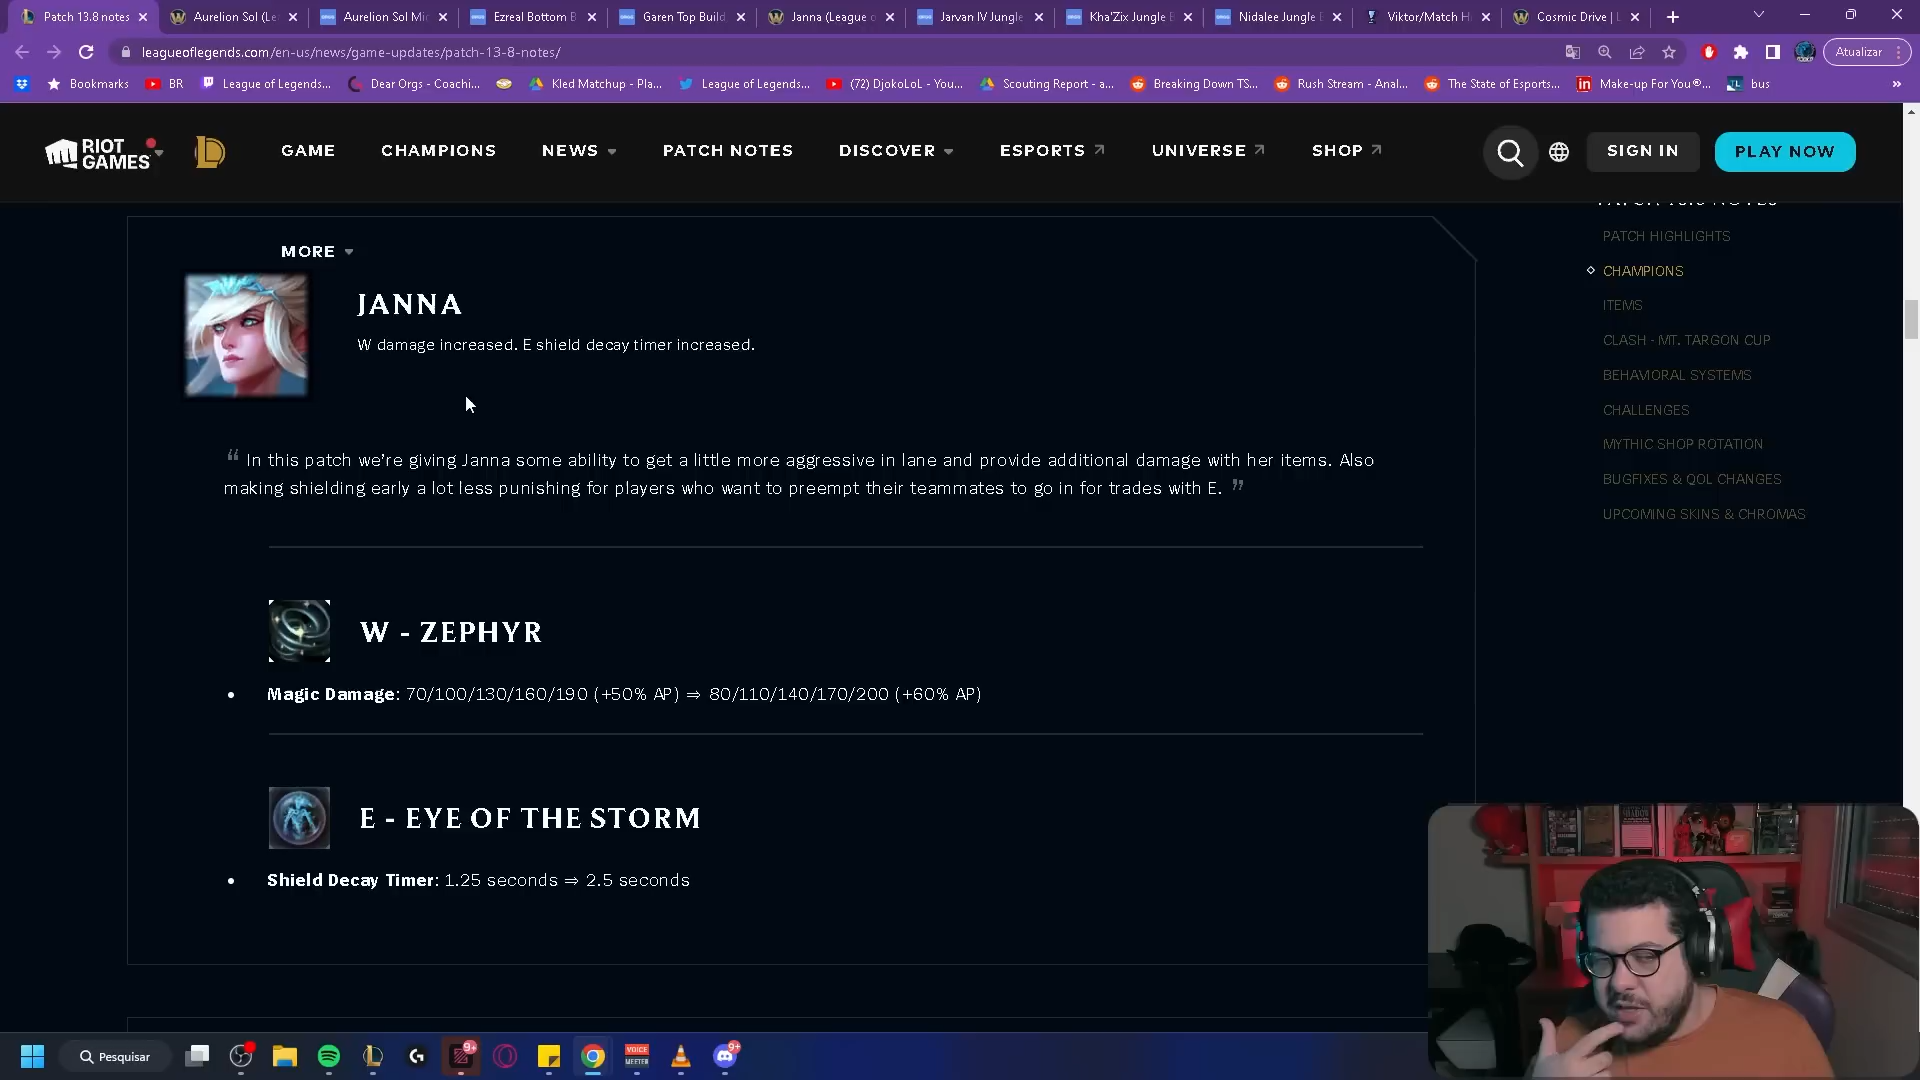 Patch 13.8 notes
Aurelion Sol (Le
Aurelion Sol Mi
Ezreal Bottom B
Garen Top Build
Janna (League o
Jarvan IV Jungle
Kha'Zix Jungle B
Nidalee Jungle B
Viktor/Match H
Cosmic Drive | L
leagueoflegends.com/en-us/news/game-updates/patch-13-8-notes/
Atualizar
Bookmarks
BR
League of Legends...
Dear Orgs - Coachi...
Kled Matchup - Pla...
League of Legends...
(72) DjokoLoL - You...
Scouting Report - a...
Breaking Down TS...
Rush Stream - Anal...
The State of Esports...
Make-up For You®...
bus
RIOT GAMES
GAME
CHAMPIONS
NEWS
PATCH NOTES
DISCOVER
ESPORTS
UNIVERSE
SHOP
SIGN IN
PLAY NOW
MORE
PATCH 13.8 NOTES
PATCH HIGHLIGHTS
CHAMPIONS
ITEMS
CLASH - MT. TARGON CUP
BEHAVIORAL SYSTEMS
CHALLENGES
MYTHIC SHOP ROTATION
BUGFIXES & QOL CHANGES
UPCOMING SKINS & CHROMAS
JANNA
W damage increased. E shield decay timer increased.
“ In this patch we’re giving Janna some ability to get a little more aggressive in lane and provide additional damage with her items. Also
making shielding early a lot less punishing for players who want to preempt their teammates to go in for trades with E. ”
W - ZEPHYR
• Magic Damage: 70/100/130/160/190 (+50% AP) ⇒ 80/110/140/170/200 (+60% AP)
E - EYE OF THE STORM
• Shield Decay Timer: 1.25 seconds ⇒ 2.5 seconds
Pesquisar
9+
VOICE
MEETER
9+